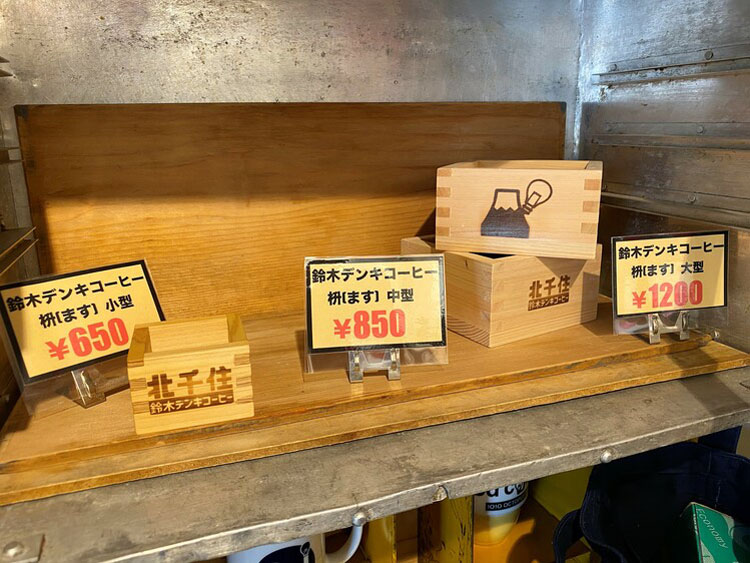 鈴木デンキコーヒー
枡(ます) 小型
¥650
北千住
鈴木デンキコーヒー
鈴木デンキコーヒー
枡(ます) 中型
¥850
北千住
鈴木デンキコーヒー
鈴木デンキコーヒー
枡(ます) 大型
¥1200
Economy